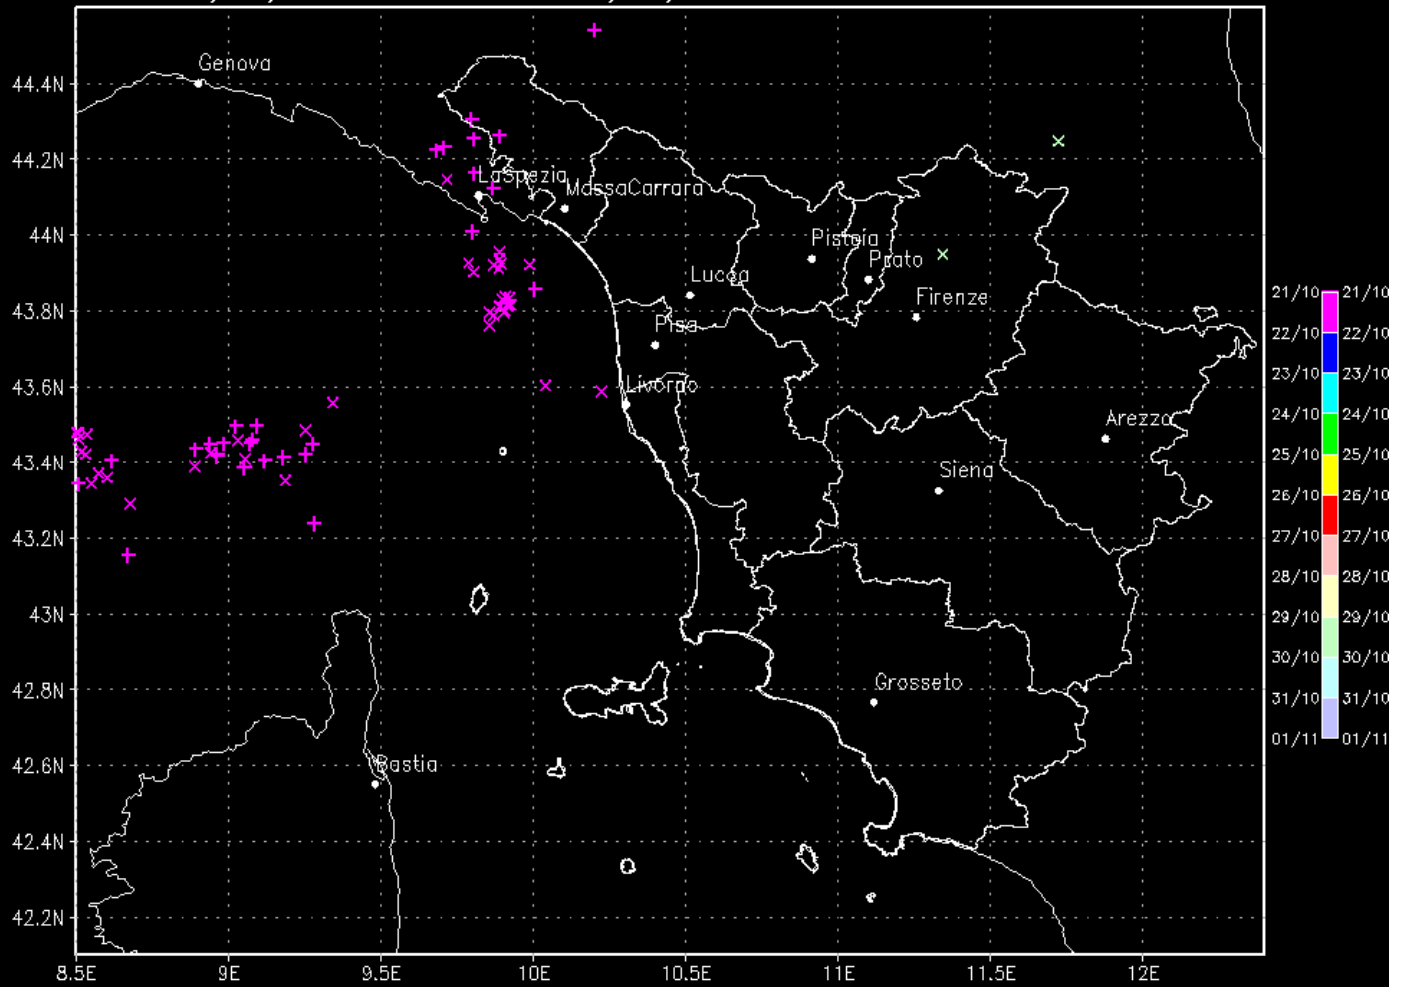 Genova
44.4N
44.2N
LaSpezia
MassaCarrara
44N
Pistoia
Prato
Lucca
Firenze
43.8N
Pisa
43.6N
Livorno
Arezzo
43.4N
Siena
43.2N
43N
42.8N
Grosseto
42.6N
Bastia
42.4N
42.2N
8.5E 9E 9.5E 10E 10.5E 11E 11.5E 12E
21/10 21/10
22/10 22/10
23/10 23/10
24/10 24/10
25/10 25/10
26/10 26/10
27/10 27/10
28/10 28/10
29/10 29/10
30/10 30/10
31/10 31/10
01/11 01/11